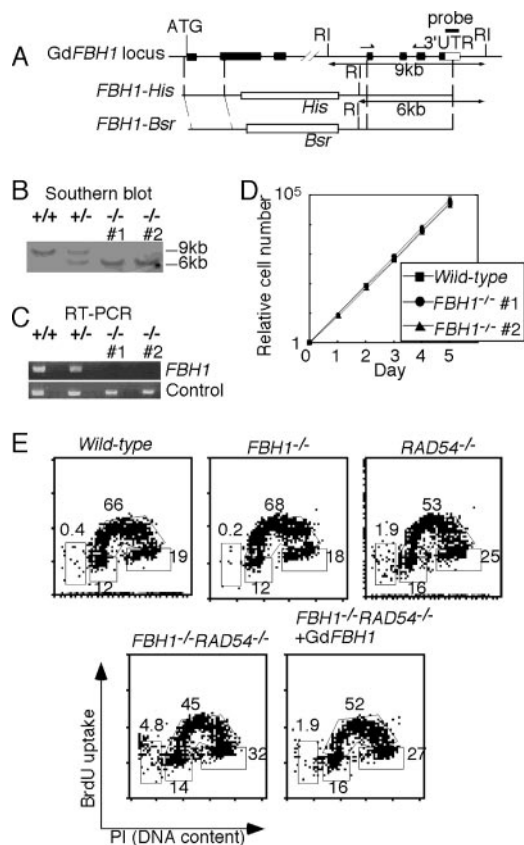 A
ATG
GdFBH1 locus
RI
probe
3'UTR
RI
9kb
FBH1-His
RI
His
6kb
FBH1-Bsr
RI
Bsr
B
Southern blot
+/+ +/- -/- -/-
#1 #2
9kb
6kb
C
RT-PCR
+/+ +/- -/- -/-
#1 #2
FBH1
Control
D
10⁵
Relative cell number
1
0 1 2 3 4 5
Day
Wild-type
FBH1⁻/⁻ #1
FBH1⁻/⁻ #2
E
Wild-type
66
0.4
19
12
FBH1⁻/⁻
68
0.2
18
12
RAD54⁻/⁻
53
1.9
25
16
FBH1⁻/⁻RAD54⁻/⁻
45
4.8
32
14
FBH1⁻/⁻RAD54⁻/⁻
+GdFBH1
52
1.9
27
16
BrdU uptake
PI (DNA content)